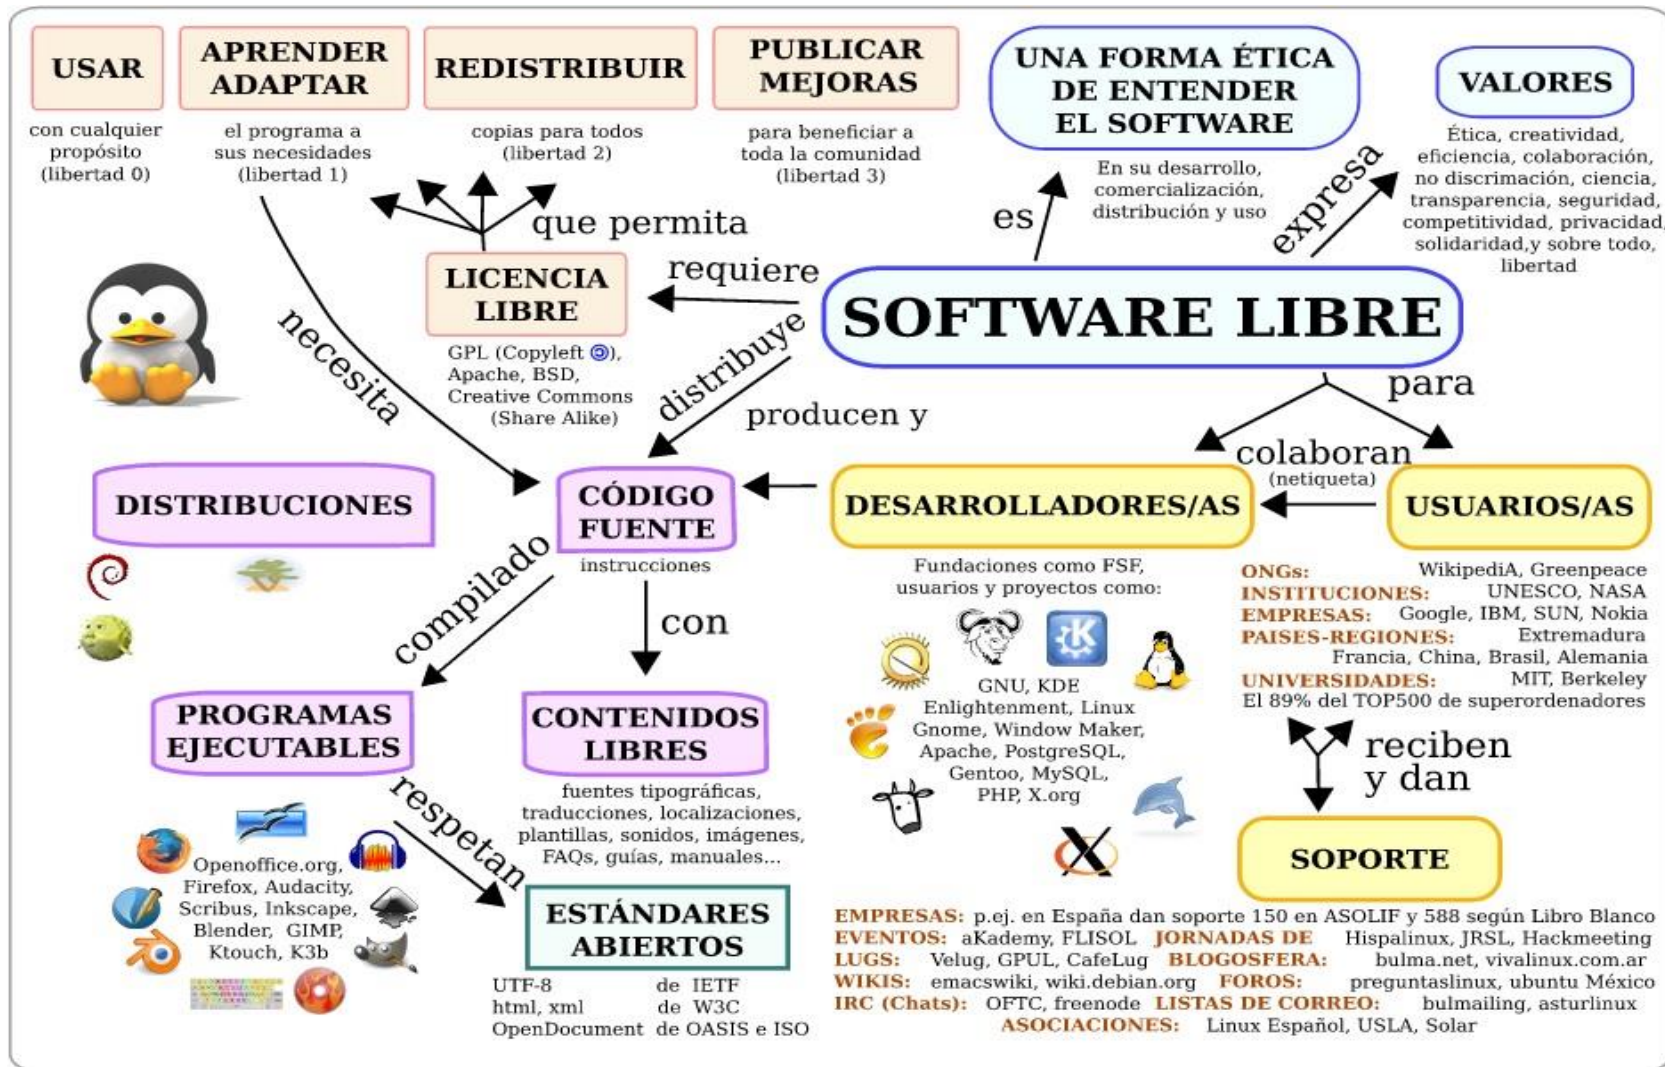 USAR
con cualquier
propósito
(libertad 0)
APRENDER
ADAPTAR
el programa a
sus necesidades
(libertad 1)
REDISTRIBUIR
copias para todos
(libertad 2)
PUBLICAR
MEJORAS
para beneficiar a
toda la comunidad
(libertad 3)
UNA FORMA ÉTICA
DE ENTENDER
EL SOFTWARE
En su desarrollo,
comercialización,
distribución y uso
VALORES
Ética, creatividad,
eficiencia, colaboración,
no discrimación, ciencia,
transparencia, seguridad,
competitividad, privacidad,
solidaridad,y sobre todo,
libertad
es
expresa
que permita
LICENCIA
LIBRE
GPL (Copyleft 🄯),
Apache, BSD,
Creative Commons
(Share Alike)
requiere
SOFTWARE LIBRE
necesita
distribuye
producen y
para
colaboran
(netiqueta)
DISTRIBUCIONES
CÓDIGO
FUENTE
instrucciones
DESARROLLADORES/AS
Fundaciones como FSF,
usuarios y proyectos como:
GNU, KDE
Enlightenment, Linux
Gnome, Window Maker,
Apache, PostgreSQL,
Gentoo, MySQL,
PHP, X.org
USUARIOS/AS
ONGs: WikipediA, Greenpeace
INSTITUCIONES: UNESCO, NASA
EMPRESAS: Google, IBM, SUN, Nokia
PAISES-REGIONES: Extremadura
Francia, China, Brasil, Alemania
UNIVERSIDADES: MIT, Berkeley
El 89% del TOP500 de superordenadores
compilado
con
PROGRAMAS
EJECUTABLES
Openoffice.org,
Firefox, Audacity,
Scribus, Inkscape,
Blender, GIMP,
Ktouch, K3b
CONTENIDOS
LIBRES
fuentes tipográficas,
traducciones, localizaciones,
plantillas, sonidos, imágenes,
FAQs, guías, manuales...
respetan
ESTÁNDARES
ABIERTOS
UTF-8 de IETF
html, xml de W3C
OpenDocument de OASIS e ISO
reciben
y dan
SOPORTE
EMPRESAS: p.ej. en España dan soporte 150 en ASOLIF y 588 según Libro Blanco
EVENTOS: aKademy, FLISOL JORNADAS DE Hispalinux, JRSL, Hackmeeting
LUGS: Velug, GPUL, CafeLug BLOGOSFERA: bulma.net, vivalinux.com.ar
WIKIS: emacswiki, wiki.debian.org FOROS: preguntaslinux, ubuntu México
IRC (Chats): OFTC, freenode LISTAS DE CORREO: bulmailing, asturlinux
ASOCIACIONES: Linux Español, USLA, Solar